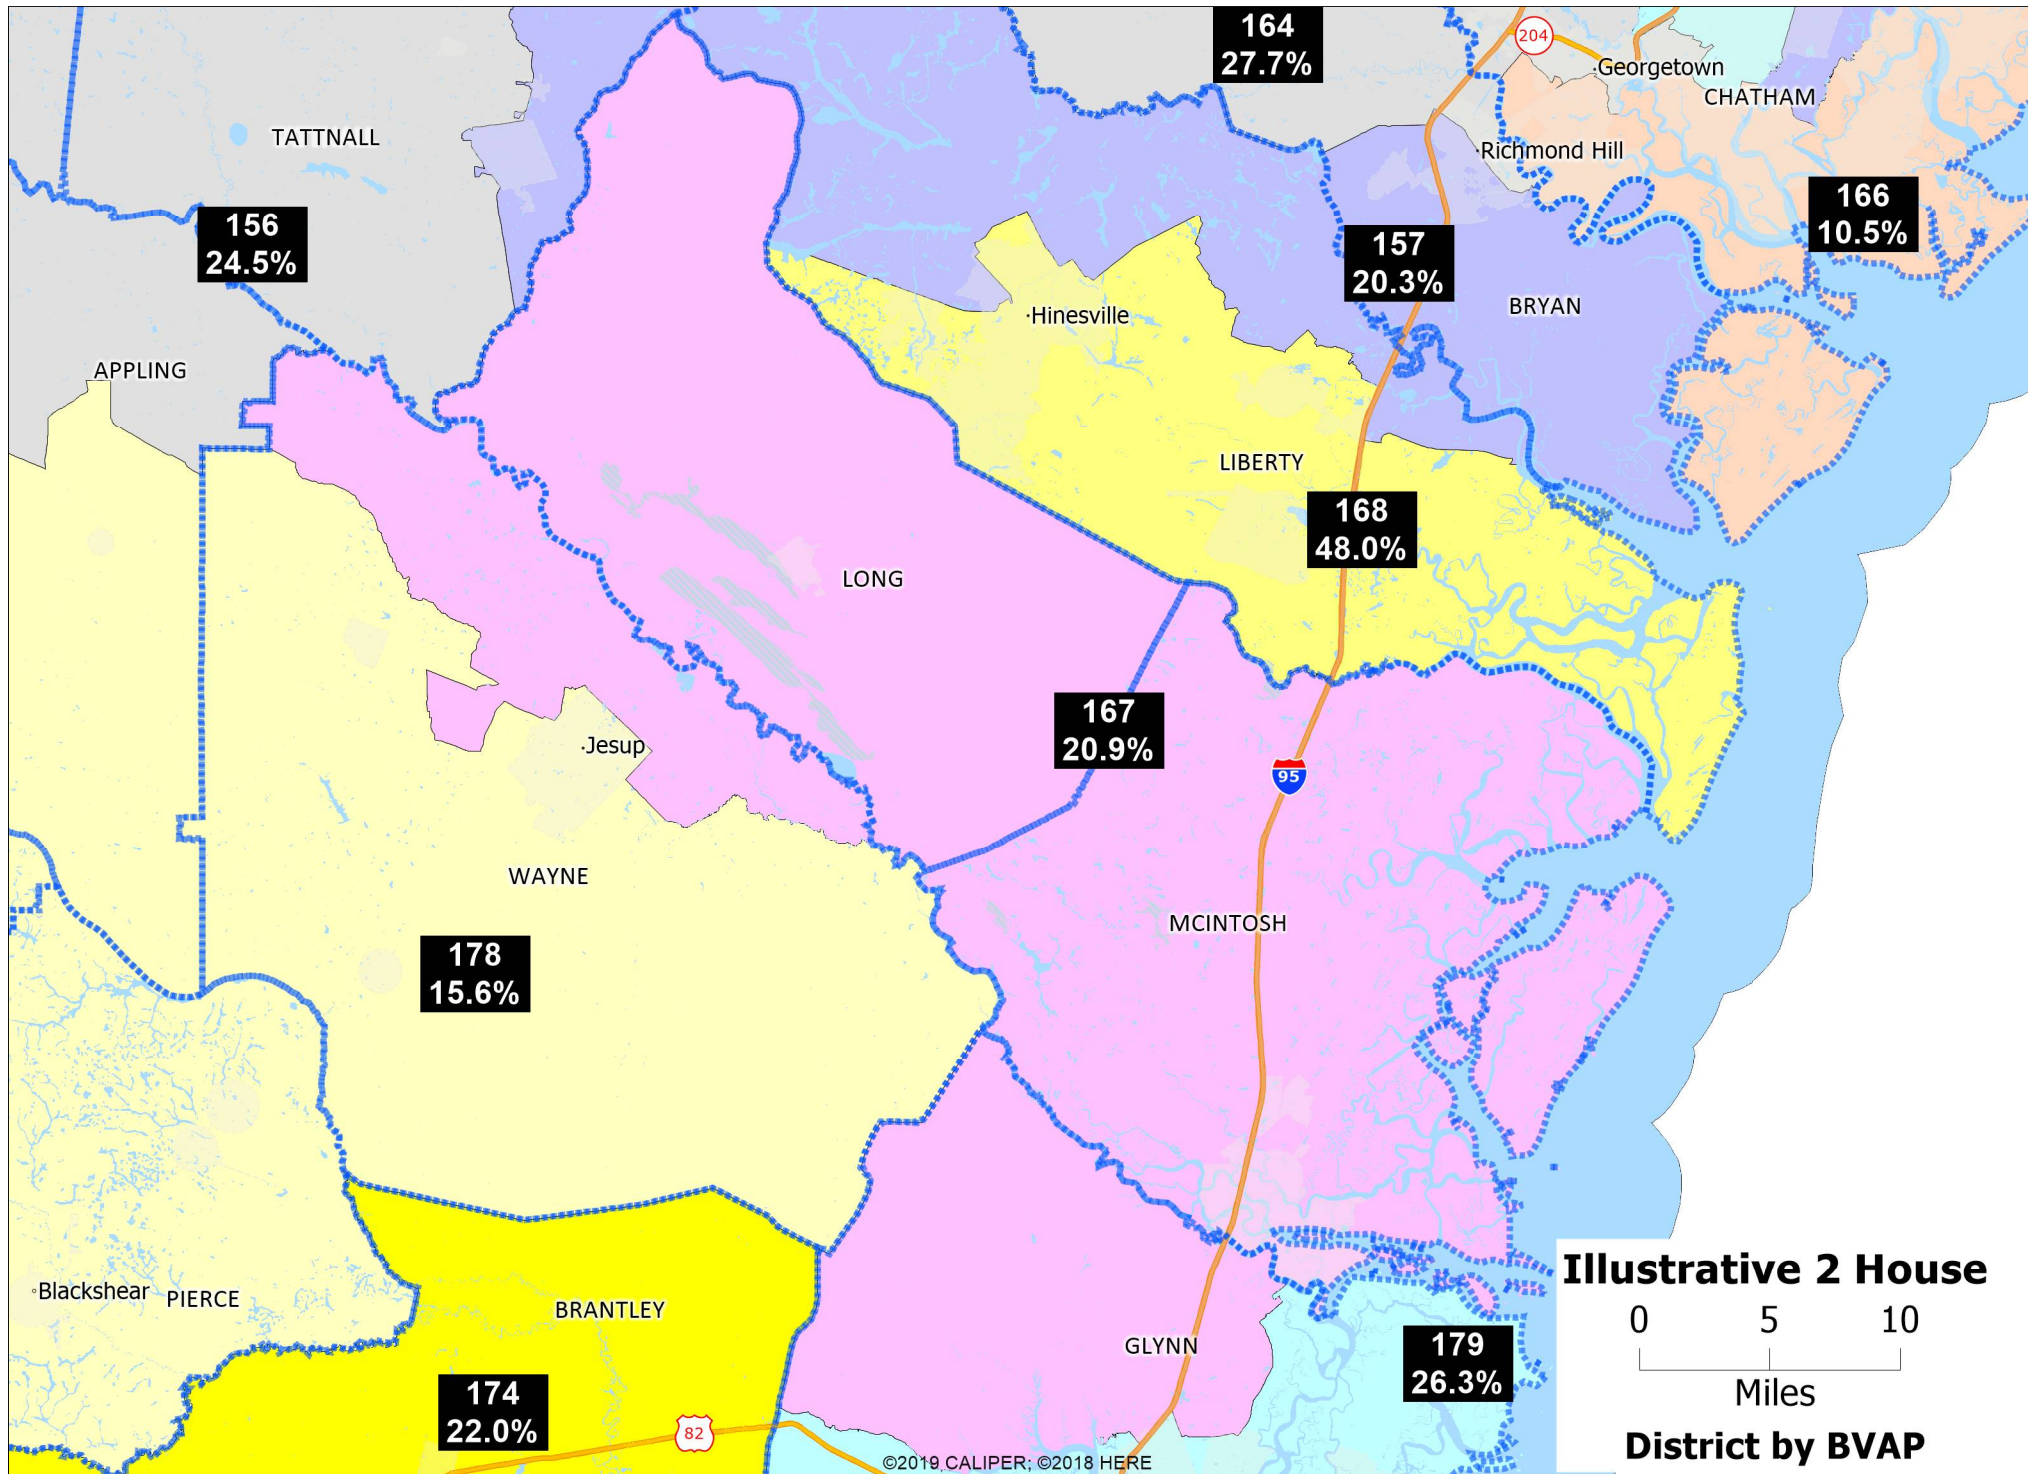 164
27.7%
204
Georgetown
CHATHAM
TATTNALL
Richmond Hill
156
24.5%
166
10.5%
157
20.3%
BRYAN
Hinesville
APPLING
LIBERTY
168
48.0%
LONG
167
20.9%
Jesup
95
WAYNE
MCINTOSH
178
15.6%
Blackshear
PIERCE
BRANTLEY
GLYNN
179
26.3%
174
22.0%
82
©2019 CALIPER; ©2018 HERE
Illustrative 2 House
0 5 10
Miles
District by BVAP